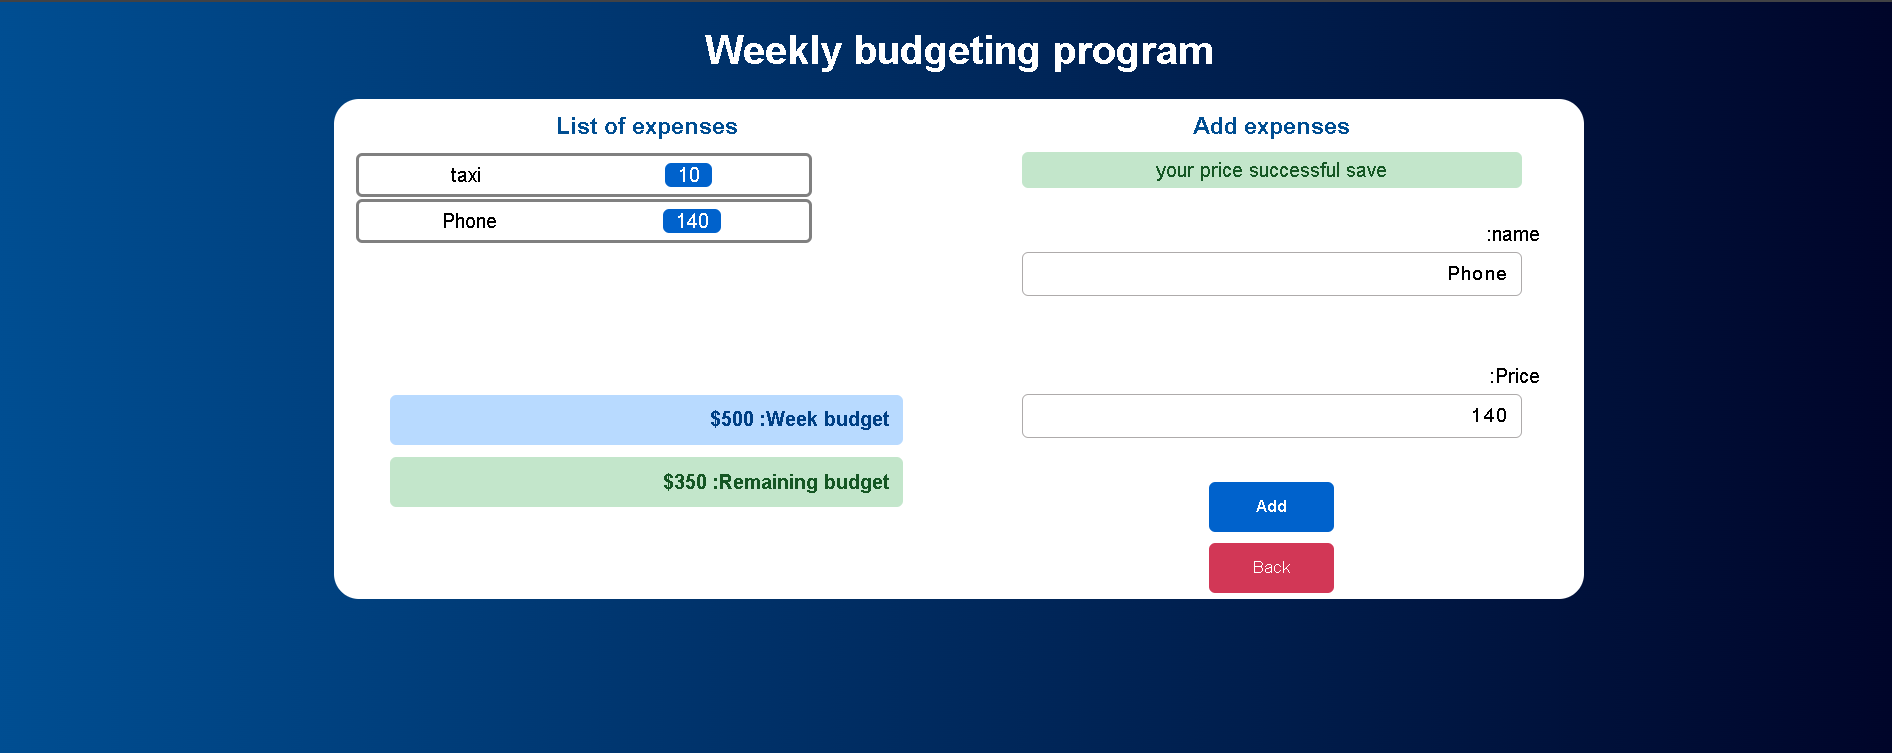 Weekly budgeting program
List of expenses
taxi 10
Phone 140
$500 :Week budget
$350 :Remaining budget
Add expenses
your price successful save
:name
Phone
:Price
140
Add
Back